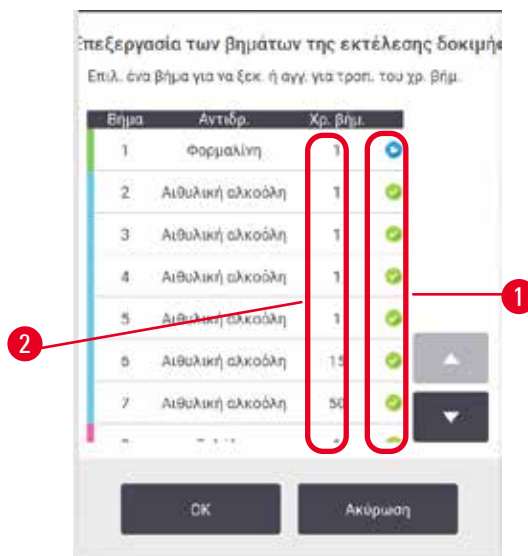 Επεξεργασία των βημάτων της εκτέλεσης δοκιμής
Επιλ. ένα βήμα για να ξεκ. ή αγγ. για τροπ. του χρ. βήμ.
Βήμα Αντιδρ. Χρ. βήμ.
1 Φορμαλίνη 1
2 Αιθυλική αλκοόλη 1
3 Αιθυλική αλκοόλη 1
4 Αιθυλική αλκοόλη 1
5 Αιθυλική αλκοόλη 1
6 Αιθυλική αλκοόλη 15
7 Αιθυλική αλκοόλη 50
OK Ακύρωση
1
2